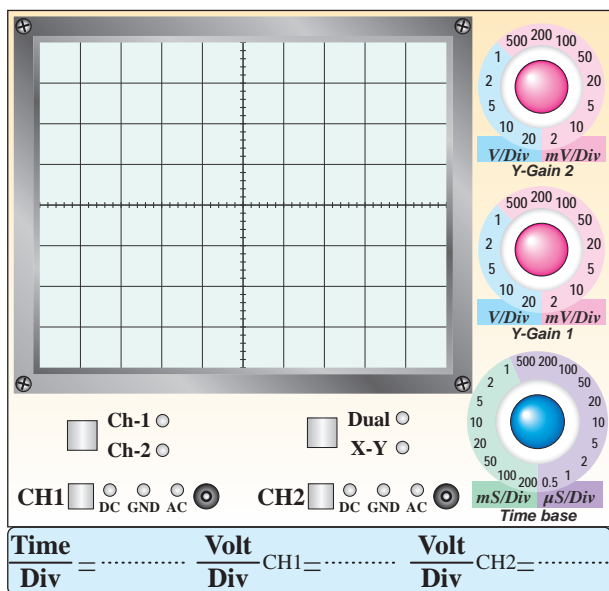 500 200 100
1 50
2 20
5 5
10 10
20 2
V/Div mV/Div
Y-Gain 2
500 200 100
1 50
2 20
5 5
10 10
20 2
V/Div mV/Div
Y-Gain 1
500 200
1 100
2 50
5 20
10 10
20 5
50 2
100 1
200 0.5
mS/Div µS/Div
Time base
Ch-1
Ch-2
Dual
X-Y
CH1 DC GND AC
CH2 DC GND AC
Time/Div = ............ Volt/Div CH1= ............ Volt/Div CH2= ............